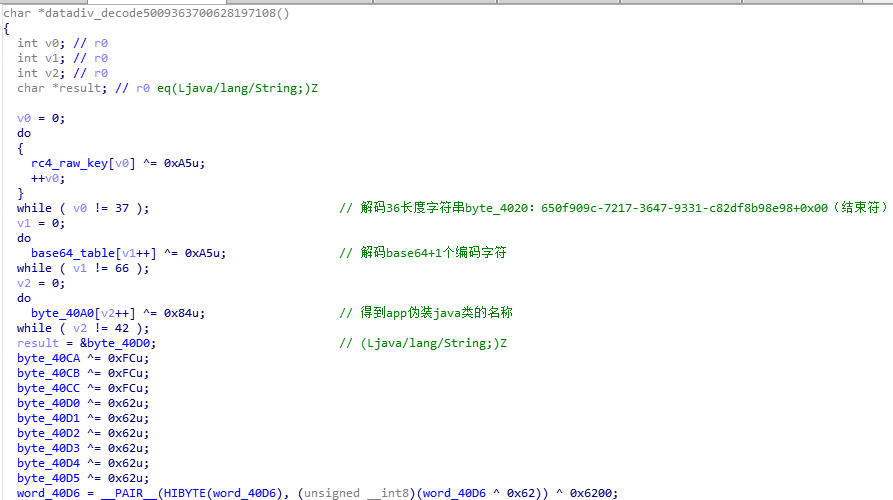 char *datadiv_decode5009363700628197108()
{
int v0; // r0
int v1; // r0
int v2; // r0
char *result; // r0 eq(Ljava/lang/String;)Z
v0 = 0;
do
{
rc4_raw_key[v0] ^= 0xA5u;
++v0;
}
while ( v0 != 37 ); // 解码36长度字符串byte_4020：650f909c-7217-3647-9331-c82df8b98e98+0x00（结束符）
v1 = 0;
do
base64_table[v1++] ^= 0xA5u; // 解码base64+1个编码字符
while ( v1 != 66 );
v2 = 0;
do
byte_40A0[v2++] ^= 0x84u; // 得到app伪装java类的名称
while ( v2 != 42 );
result = &byte_40D0; // (Ljava/lang/String;)Z
byte_40CA ^= 0xFCu;
byte_40CB ^= 0xFCu;
byte_40CC ^= 0xFCu;
byte_40D0 ^= 0x62u;
byte_40D1 ^= 0x62u;
byte_40D2 ^= 0x62u;
byte_40D3 ^= 0x62u;
byte_40D4 ^= 0x62u;
byte_40D5 ^= 0x62u;
word_40D6 = __PAIR__(HIBYTE(word_40D6), (unsigned __int8)(word_40D6 ^ 0x62)) ^ 0x6200;